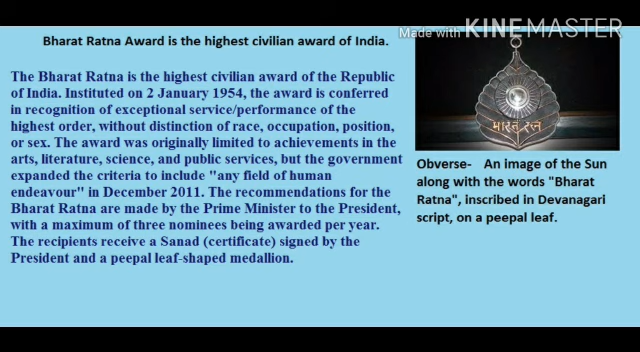 Made with KINEMASTER
Bharat Ratna Award is the highest civilian award of India.
The Bharat Ratna is the highest civilian award of the Republic
of India. Instituted on 2 January 1954, the award is conferred
in recognition of exceptional service/performance of the
highest order, without distinction of race, occupation, position,
or sex. The award was originally limited to achievements in the
arts, literature, science, and public services, but the government
expanded the criteria to include "any field of human
endeavour" in December 2011. The recommendations for the
Bharat Ratna are made by the Prime Minister to the President,
with a maximum of three nominees being awarded per year.
The recipients receive a Sanad (certificate) signed by the
President and a peepal leaf-shaped medallion.
भारत रत्न
Obverse- An image of the Sun
along with the words "Bharat
Ratna", inscribed in Devanagari
script, on a peepal leaf.